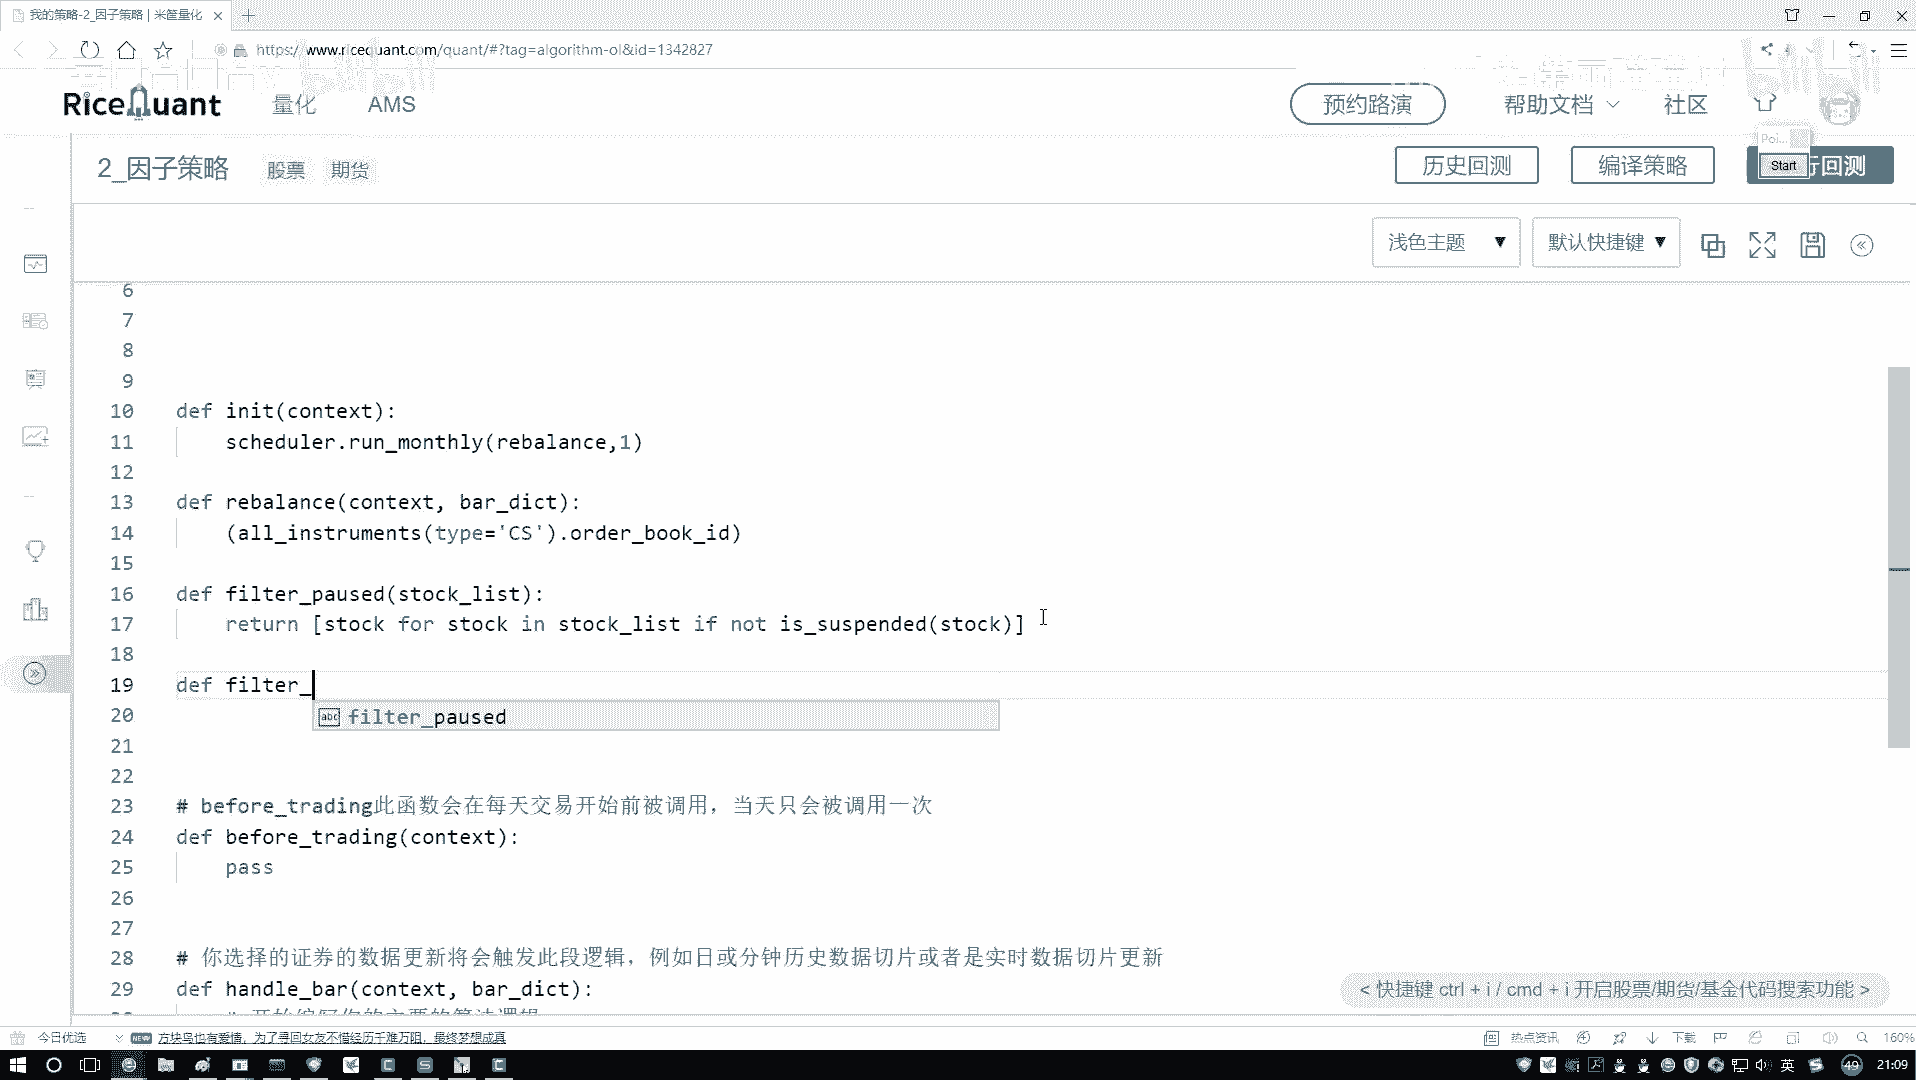 我的策略-2_因子策略 | 米筐量化
https://www.ricequant.com/quant/#?tag=algorithm-ol&id=1342827
RiceQuant 量化 AMS 预约路演 帮助文档 社区
Poi...
2_因子策略 股票 期货 历史回测 编译策略 Start 行回测
浅色主题 ▼ 默认快捷键 ▼
6
7
8
9
10 def init(context):
11 scheduler.run_monthly(rebalance,1)
12
13 def rebalance(context, bar_dict):
14 (all_instruments(type='CS').order_book_id)
15
16 def filter_paused(stock_list):
17 return [stock for stock in stock_list if not is_suspended(stock)]
18
19 def filter_
20 abc filter_paused
21
22
23 # before_trading此函数会在每天交易开始前被调用，当天只会被调用一次
24 def before_trading(context):
25 pass
26
27
28 # 你选择的证券的数据更新将会触发此段逻辑，例如日或分钟历史数据切片或者是实时数据切片更新
29 def handle_bar(context, bar_dict):
< 快捷键 ctrl + i / cmd + i 开启股票/期货/基金代码搜索功能 >
今日优选 NEW 方块鸟也有爱情，为了寻回女友不惜经历千难万阻，最终梦想成真 热点资讯 下载 160%
英 49 21:09